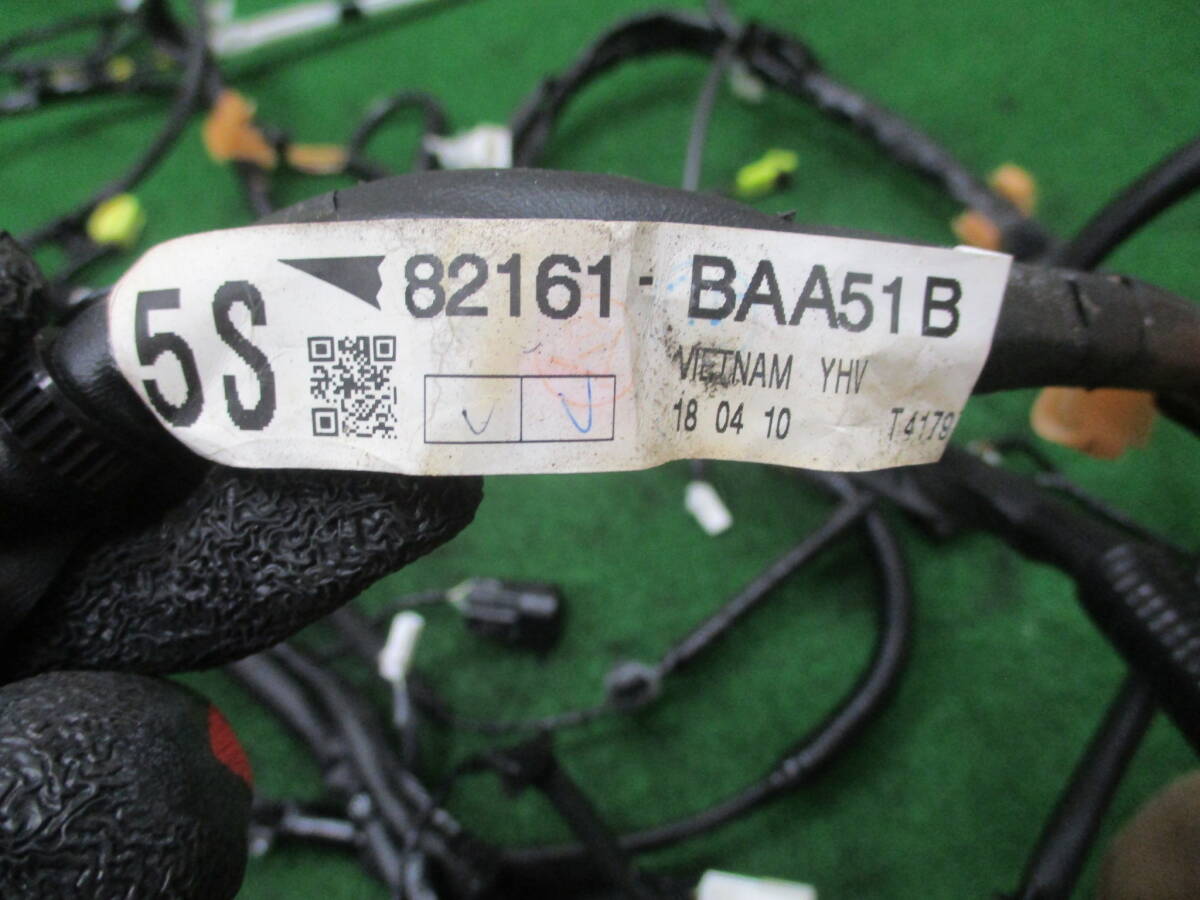 5S 82161-BAA51B
VIETNAM YHV
18 04 10 T4179